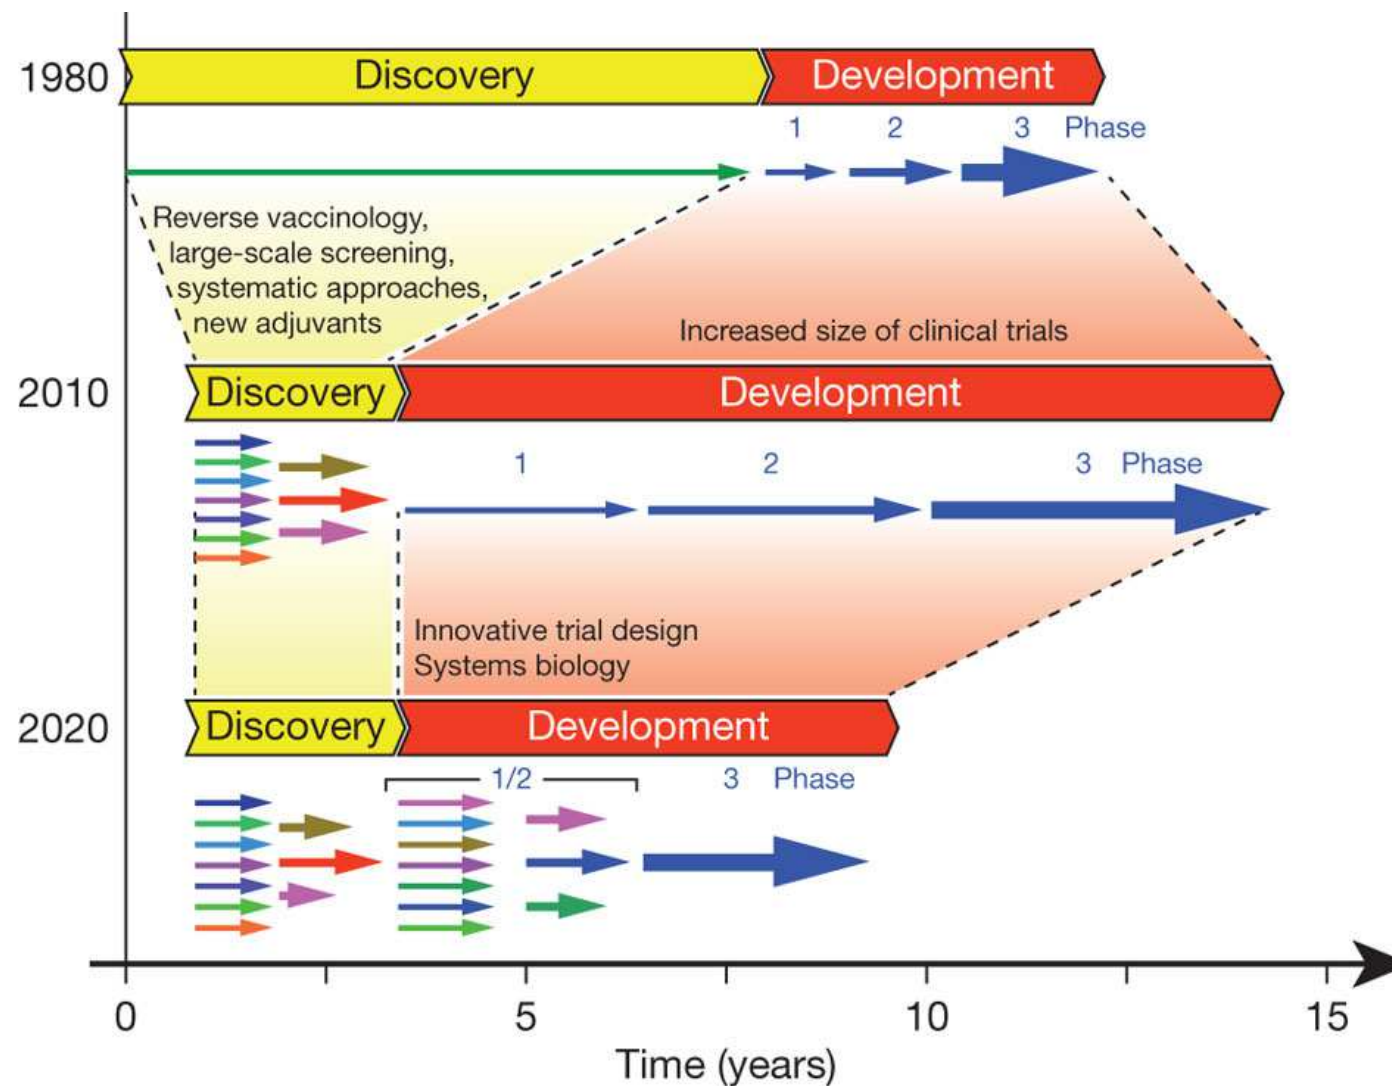 1980
Discovery
Development
1 2 3 Phase
Reverse vaccinology,
large-scale screening,
systematic approaches,
new adjuvants
Increased size of clinical trials
2010
Discovery
Development
1 2 3 Phase
Innovative trial design
Systems biology
2020
Discovery
Development
1/2 3 Phase
0 5 10 15
Time (years)